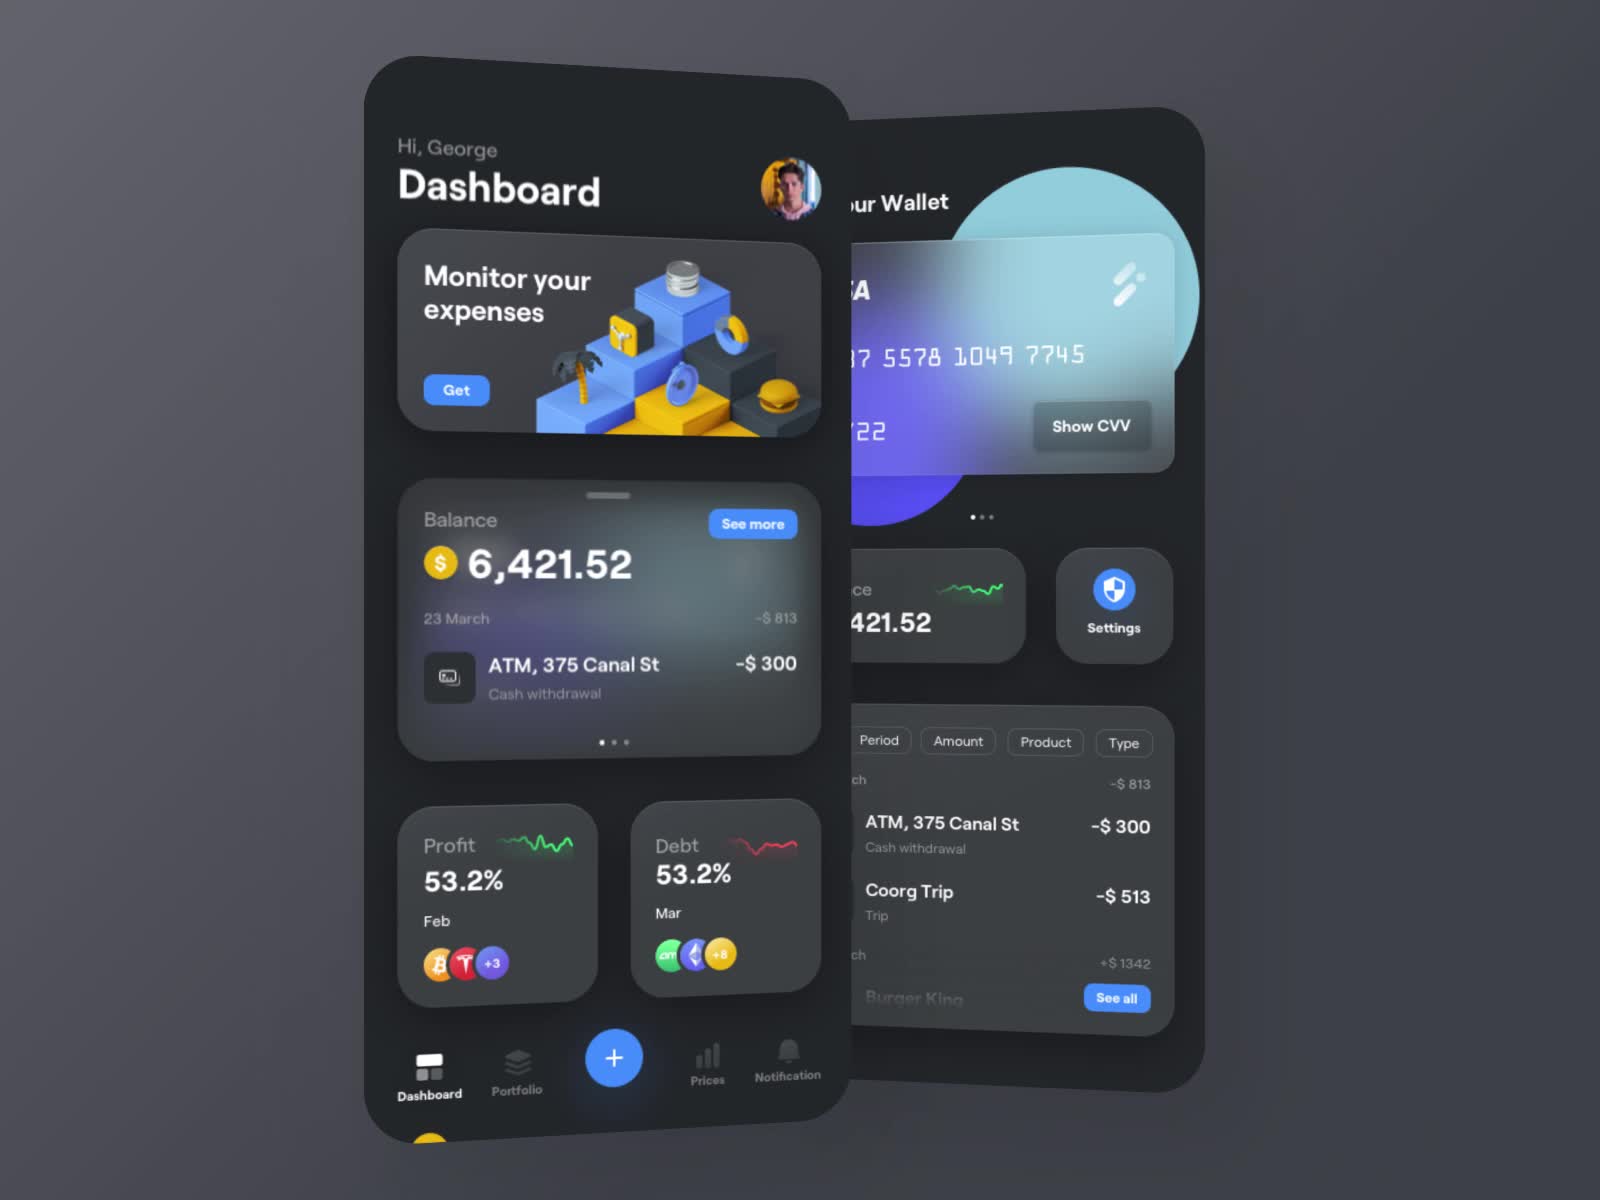 Hi, George
Dashboard
Monitor your
expenses
Get
Balance
See more
$ 6,421.52
23 March
-$ 813
ATM, 375 Canal St
-$ 300
Cash withdrawal
Profit
53.2%
Feb
+3
Debt
53.2%
Mar
+8
Dashboard
Portfolio
+
Prices
Notification
our Wallet
SA
37 5578 1049 7745
/22
Show CVV
ce
421.52
Settings
Period
Amount
Product
Type
ch
-$ 813
ATM, 375 Canal St
-$ 300
Cash withdrawal
Coorg Trip
-$ 513
Trip
ch
+$ 1342
Burger King
See all